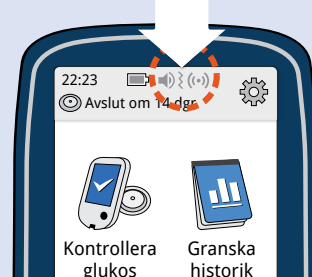 22:23
Avslut om 14 dgr
Kontrollera
glukos
Granska
historik